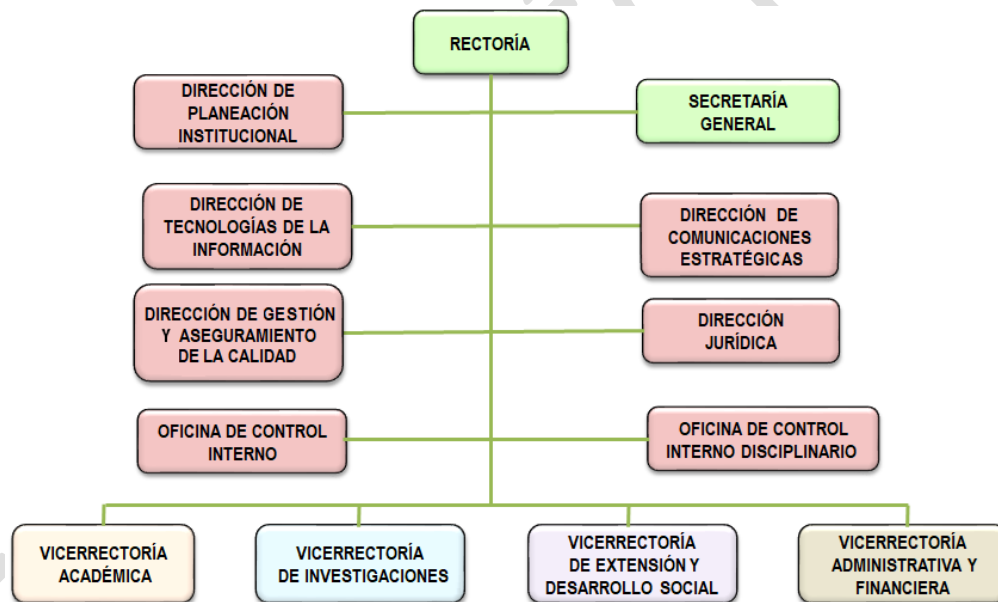 RECTORÍA
DIRECCIÓN DE
PLANEACIÓN
INSTITUCIONAL
SECRETARÍA
GENERAL
DIRECCIÓN DE
TECNOLOGÍAS DE LA
INFORMACIÓN
DIRECCIÓN DE
COMUNICACIONES
ESTRATÉGICAS
DIRECCIÓN DE GESTIÓN
Y ASEGURAMIENTO
DE LA CALIDAD
DIRECCIÓN
JURÍDICA
OFICINA DE CONTROL
INTERNO
OFICINA DE CONTROL
INTERNO DISCIPLINARIO
VICERRECTORÍA
ACADÉMICA
VICERRECTORÍA
DE INVESTIGACIONES
VICERRECTORÍA
DE EXTENSIÓN Y
DESARROLLO SOCIAL
VICERRECTORÍA
ADMINISTRATIVA Y
FINANCIERA